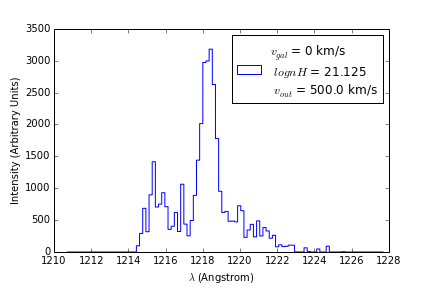 3500
3000
2500
2000
1500
1000
500
0
Intensity (Arbitrary Units)
v_gal = 0 km/s
lognH = 21.125
v_out = 500.0 km/s
1210 1212 1214 1216 1218 1220 1222 1224 1226 1228
λ (Angstrom)